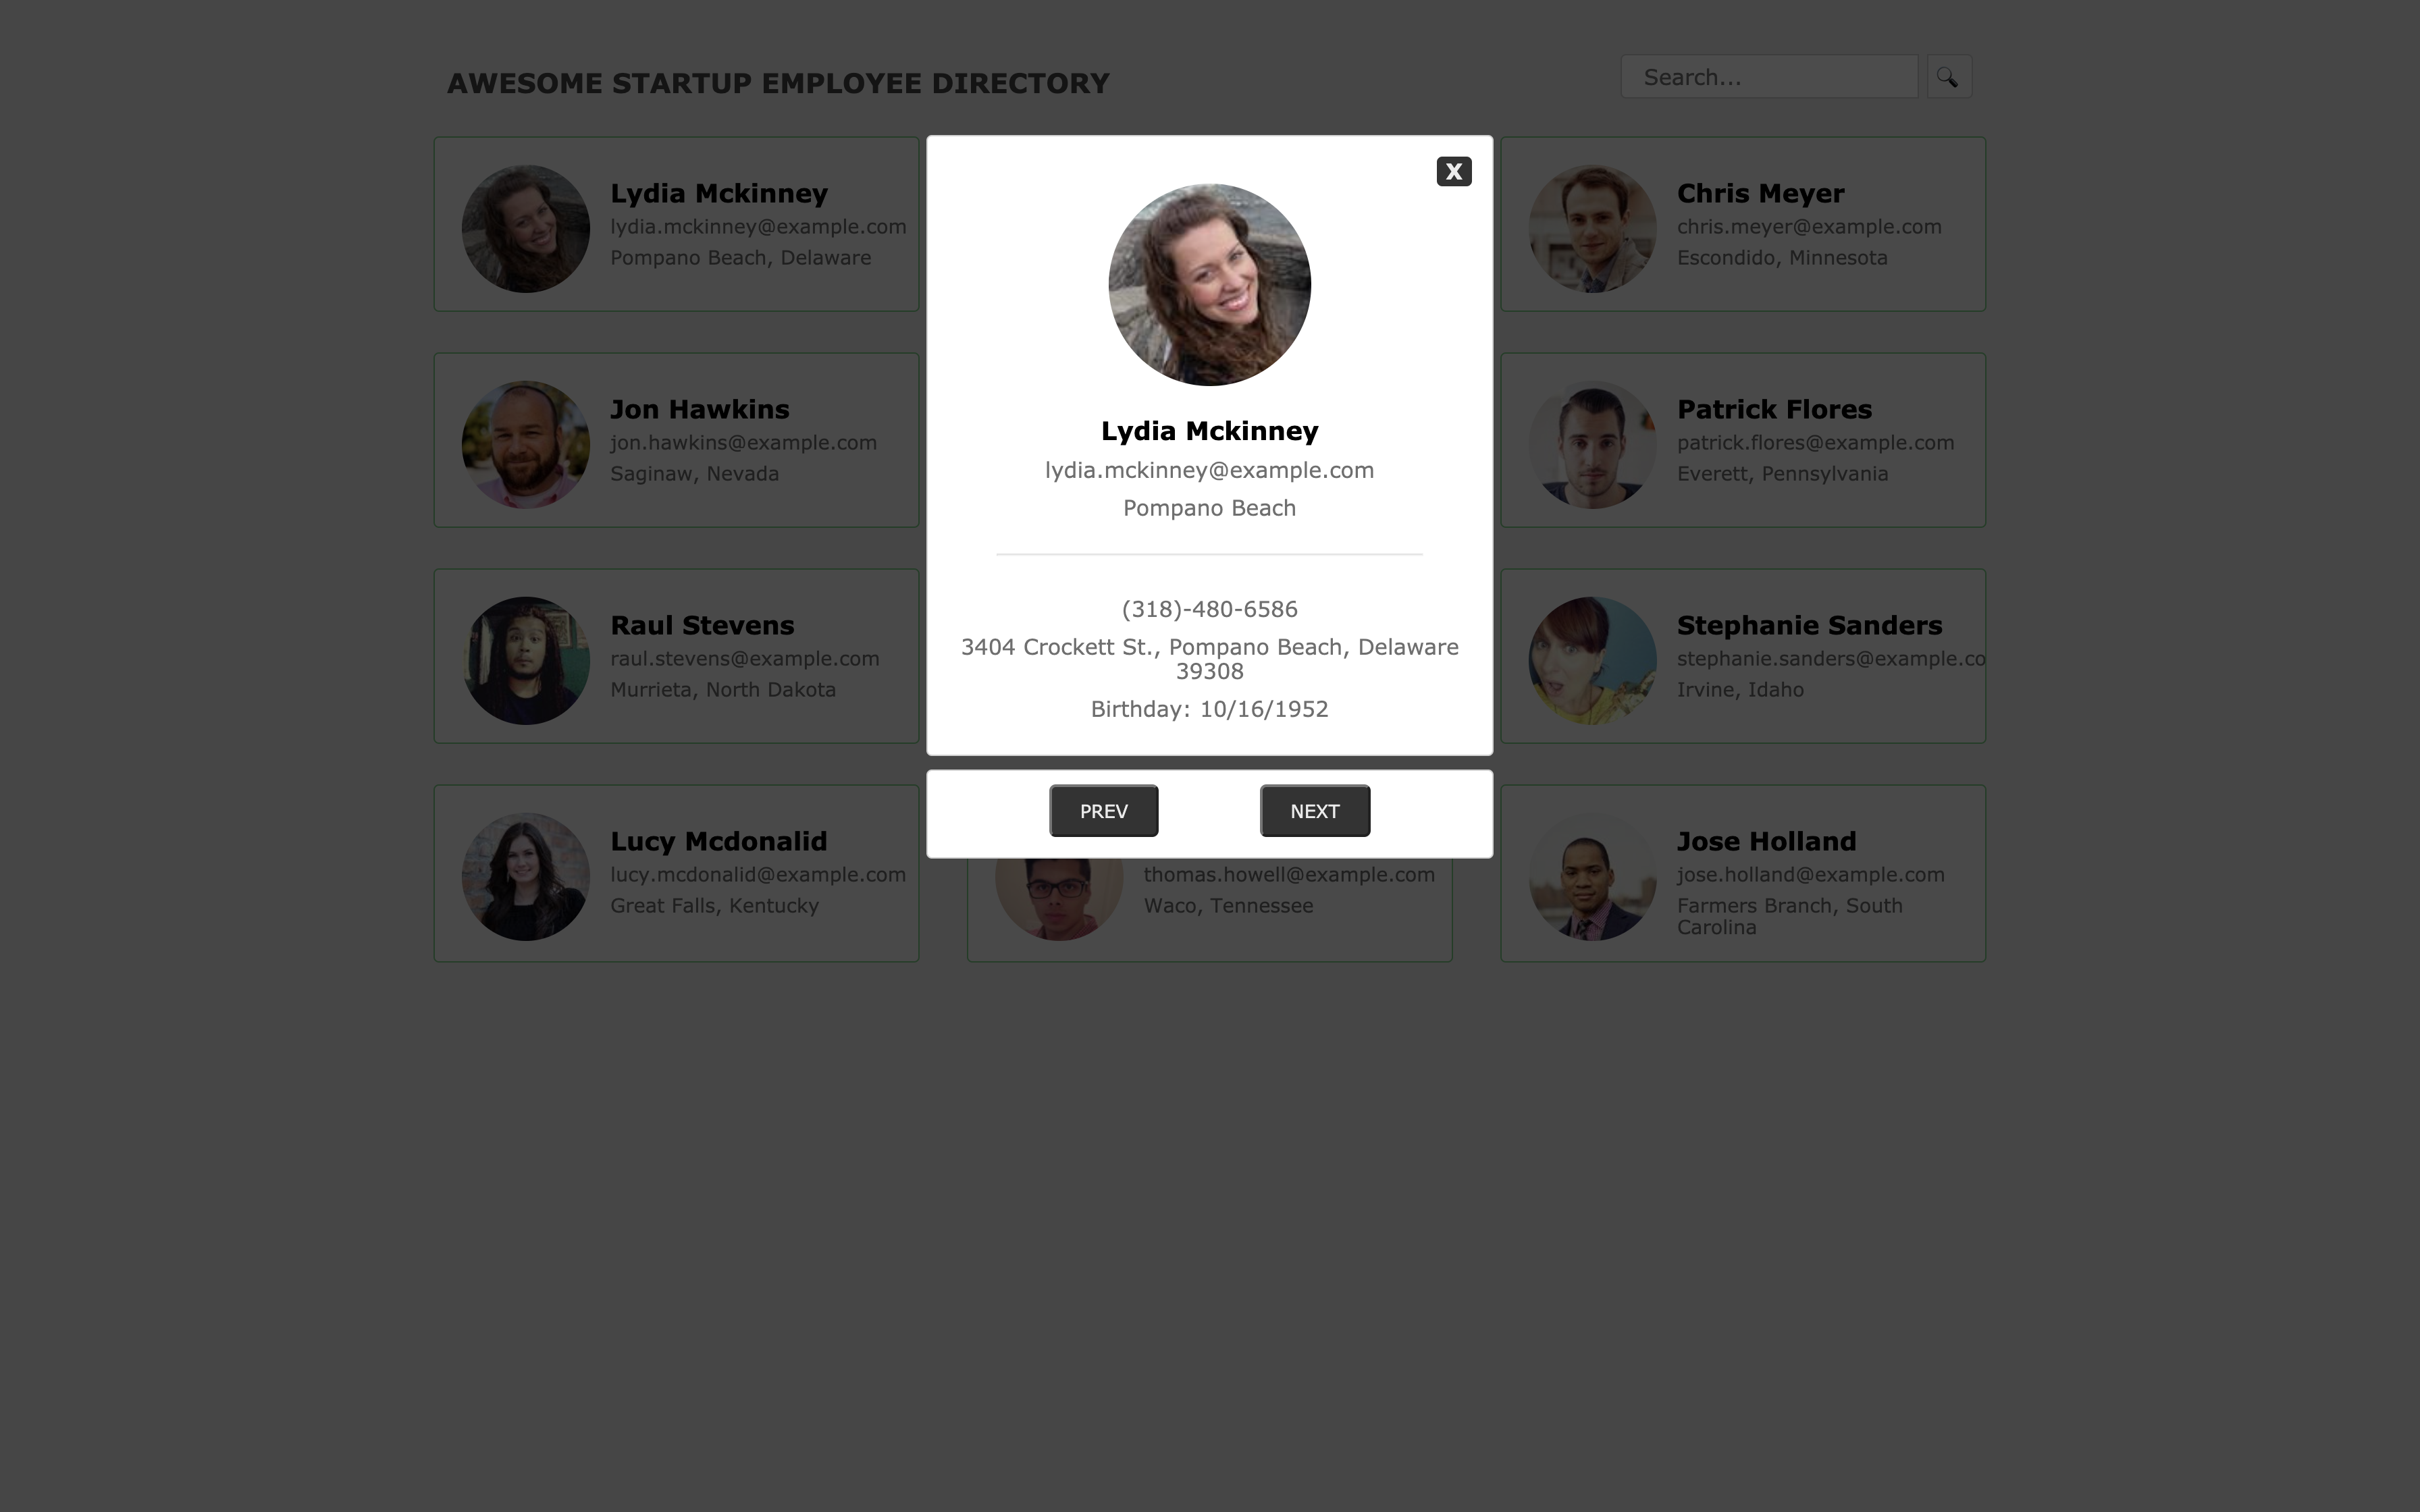 AWESOME STARTUP EMPLOYEE DIRECTORY
Search...
Lydia Mckinney
lydia.mckinney@example.com
Pompano Beach, Delaware
X
Lydia Mckinney
lydia.mckinney@example.com
Pompano Beach
(318)-480-6586
3404 Crockett St., Pompano Beach, Delaware
39308
Birthday: 10/16/1952
PREV
NEXT
Chris Meyer
chris.meyer@example.com
Escondido, Minnesota
Jon Hawkins
jon.hawkins@example.com
Saginaw, Nevada
Patrick Flores
patrick.flores@example.com
Everett, Pennsylvania
Raul Stevens
raul.stevens@example.com
Murrieta, North Dakota
Stephanie Sanders
stephanie.sanders@example.co
Irvine, Idaho
Lucy Mcdonalid
lucy.mcdonalid@example.com
Great Falls, Kentucky
thomas.howell@example.com
Waco, Tennessee
Jose Holland
jose.holland@example.com
Farmers Branch, South
Carolina